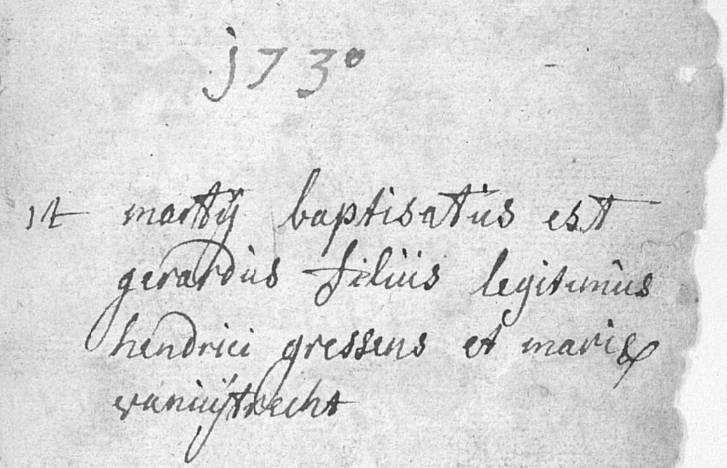 1730
14 martij baptisatus est
gerardus filius legitimus
hendrici gressens et mariæ
vanuijtrecht